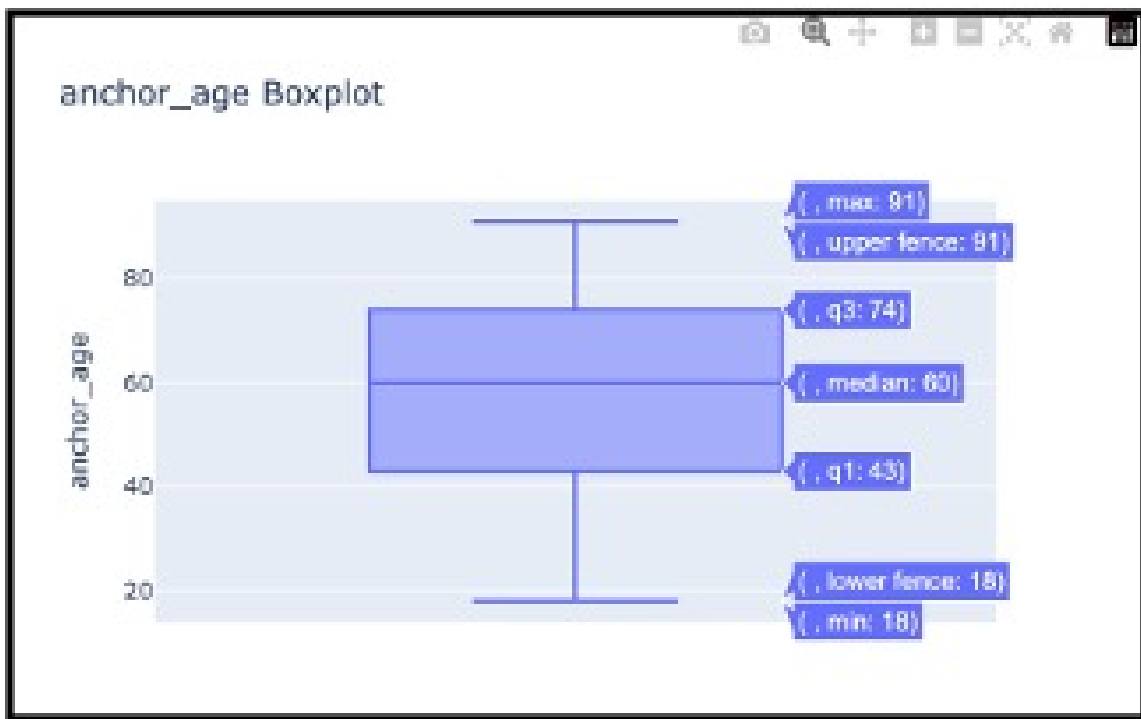 anchor_age Boxplot
( , max: 91)
( , upper fence: 91)
80
( , q3: 74)
60
( , median: 60)
anchor_age
( , q1: 43)
40
( , lower fence: 18)
20
( , min: 18)